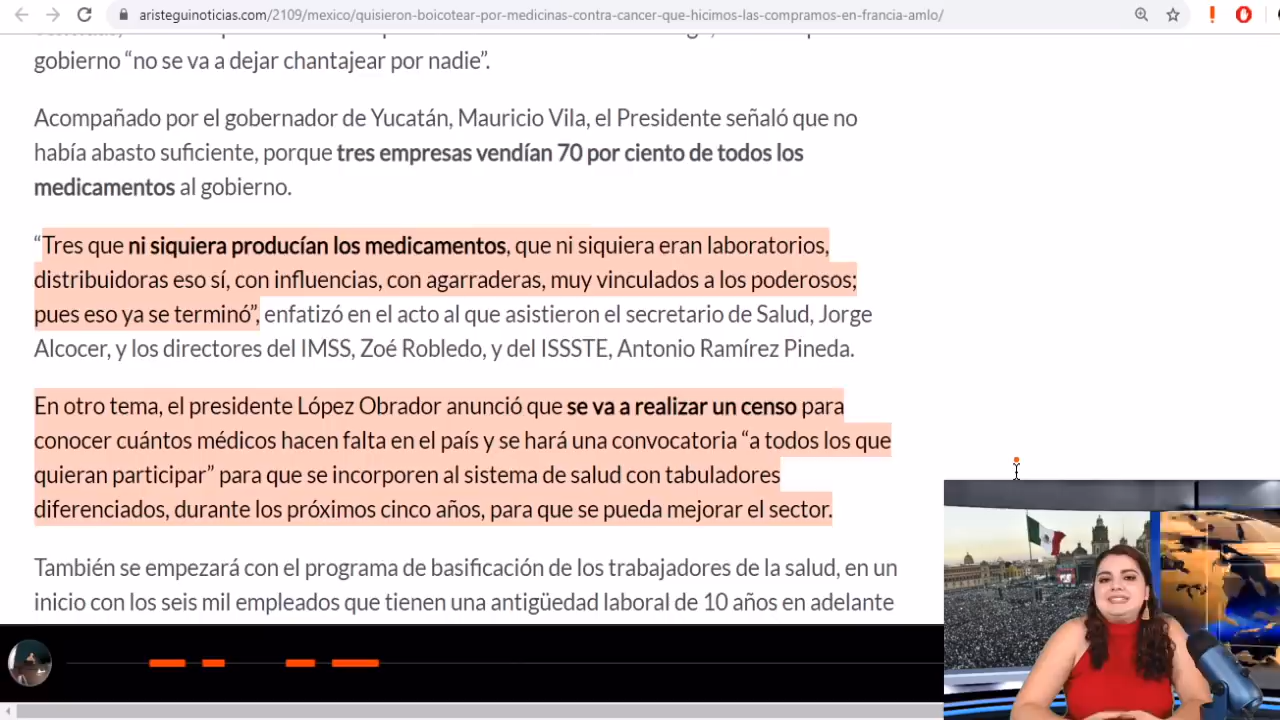 aristeguinoticias.com/2109/mexico/quisieron-boicotear-por-medicinas-contra-cancer-que-hicimos-las-compramos-en-francia-amlo/
gobierno “no se va a dejar chantajear por nadie”.
Acompañado por el gobernador de Yucatán, Mauricio Vila, el Presidente señaló que no
había abasto suficiente, porque tres empresas vendían 70 por ciento de todos los
medicamentos al gobierno.
“Tres que ni siquiera producían los medicamentos, que ni siquiera eran laboratorios,
distribuidoras eso sí, con influencias, con agarraderas, muy vinculados a los poderosos;
pues eso ya se terminó”, enfatizó en el acto al que asistieron el secretario de Salud, Jorge
Alcocer, y los directores del IMSS, Zoé Robledo, y del ISSSTE, Antonio Ramírez Pineda.
En otro tema, el presidente López Obrador anunció que se va a realizar un censo para
conocer cuántos médicos hacen falta en el país y se hará una convocatoria “a todos los que
quieran participar” para que se incorporen al sistema de salud con tabuladores
diferenciados, durante los próximos cinco años, para que se pueda mejorar el sector.
También se empezará con el programa de basificación de los trabajadores de la salud, en un
inicio con los seis mil empleados que tienen una antigüedad laboral de 10 años en adelante